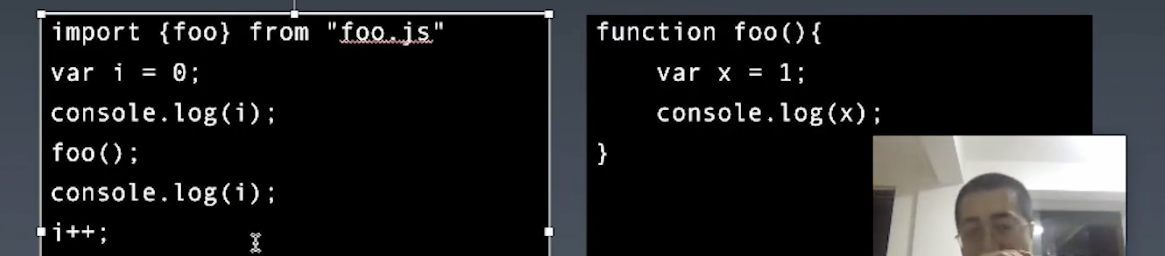 import {foo} from "foo.js"
var i = 0;
console.log(i);
foo();
console.log(i);
i++;
function foo(){
    var x = 1;
    console.log(x);
}